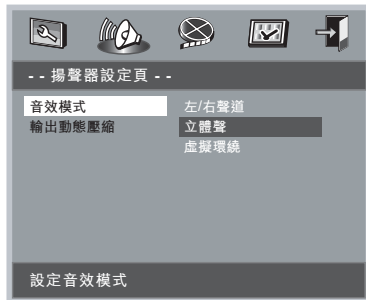 - - 揚聲器設定頁 - -
音效模式
輸出動態壓縮
左/右聲道
立體聲
虛擬環繞
設定音效模式